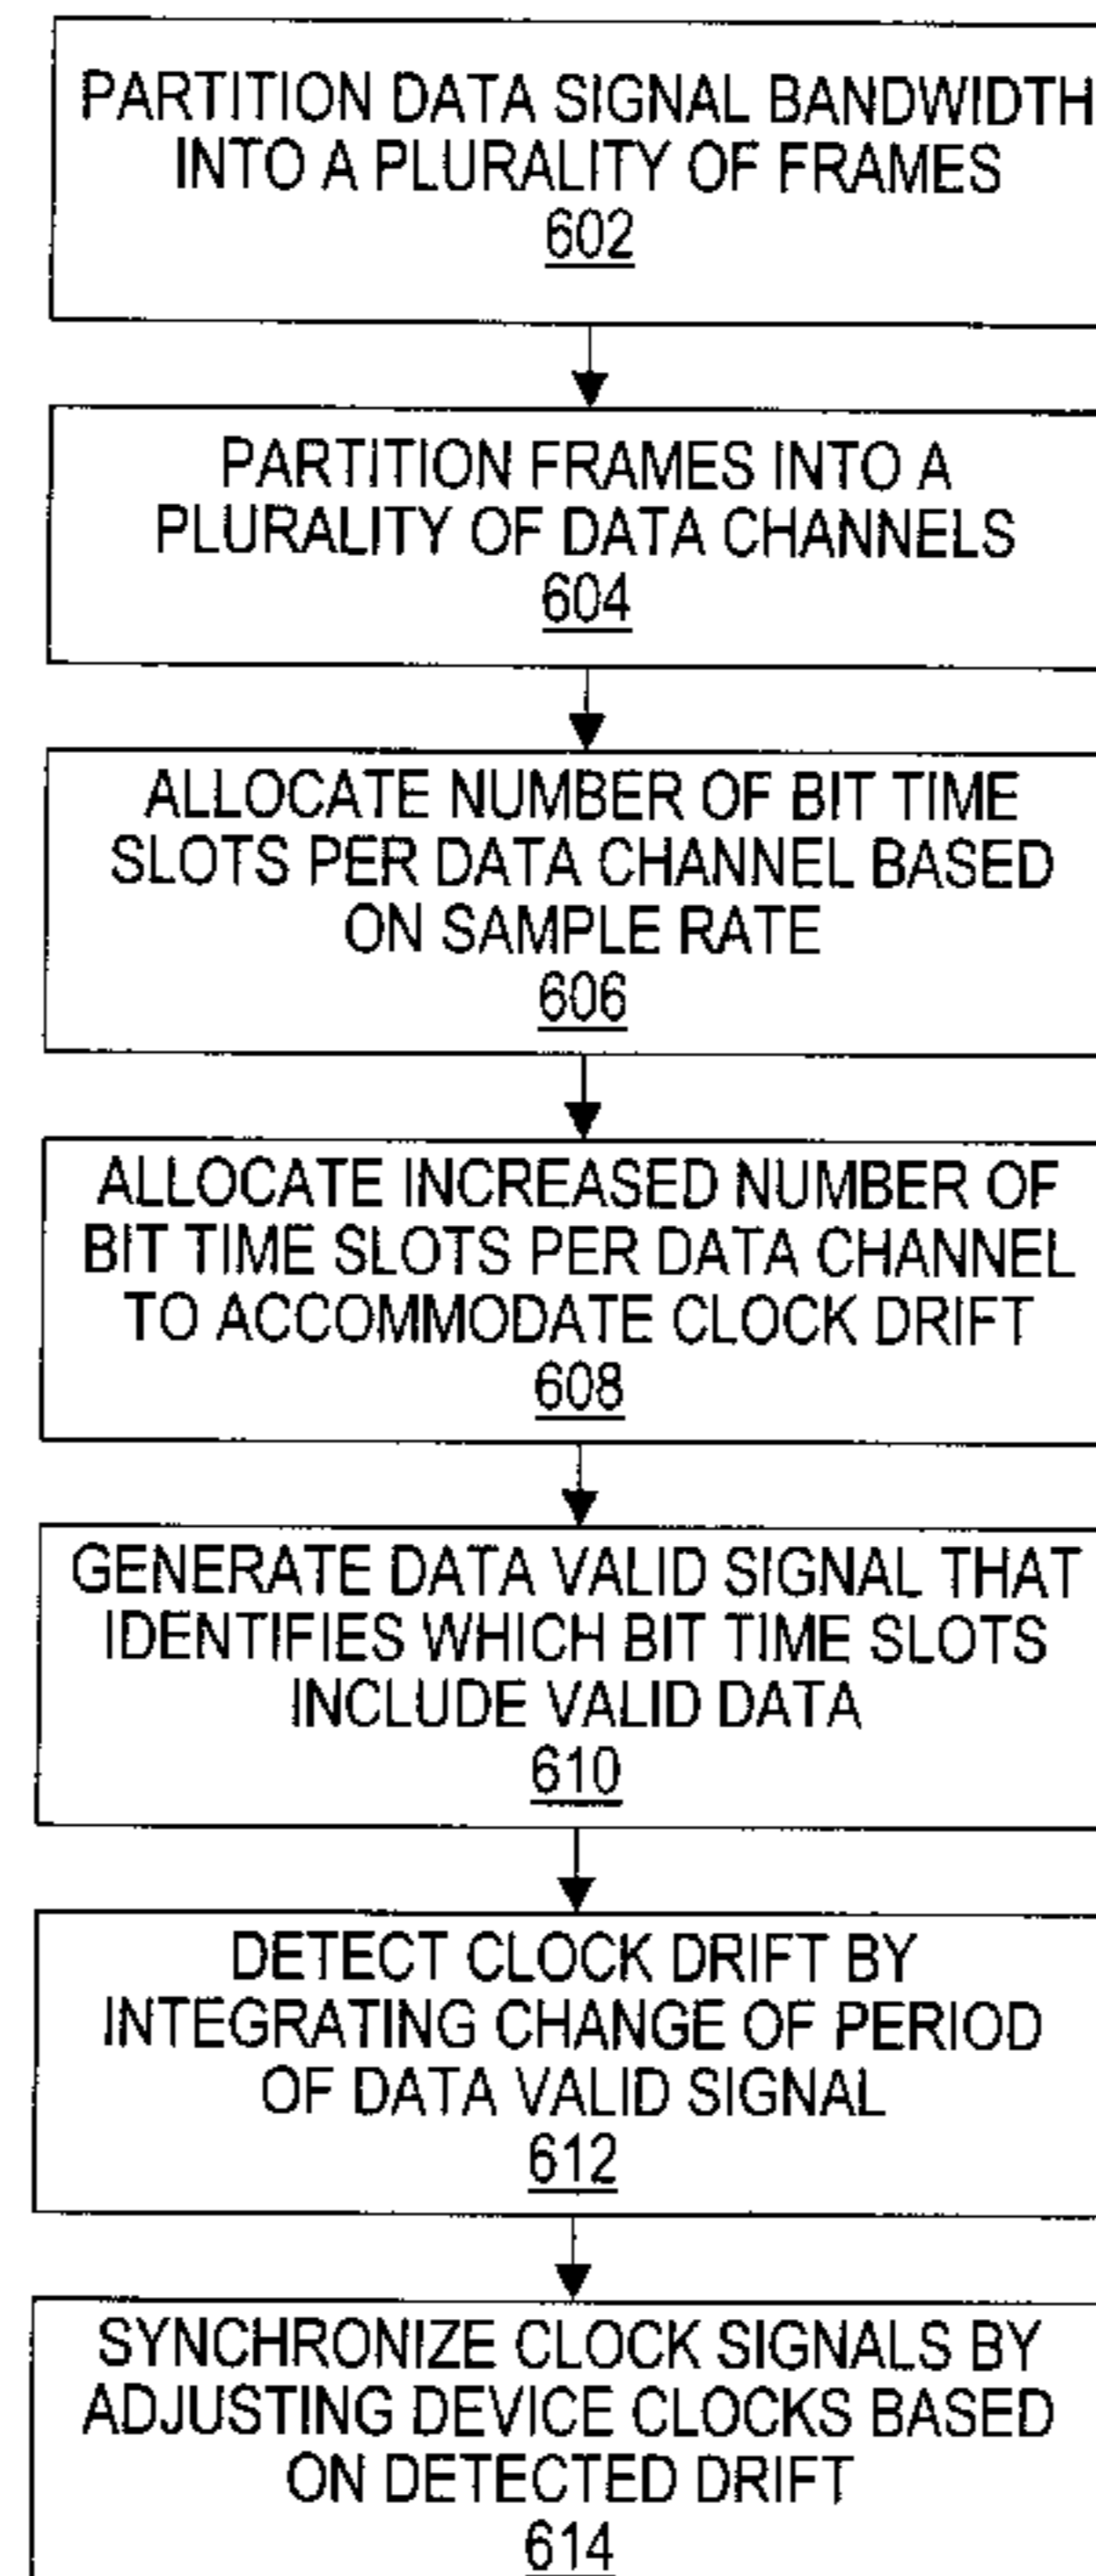 PARTITION DATA SIGNAL BANDWIDTH
INTO A PLURALITY OF FRAMES
602
PARTITION FRAMES INTO A
PLURALITY OF DATA CHANNELS
604
ALLOCATE NUMBER OF BIT TIME
SLOTS PER DATA CHANNEL BASED
ON SAMPLE RATE
606
ALLOCATE INCREASED NUMBER OF
BIT TIME SLOTS PER DATA CHANNEL
TO ACCOMMODATE CLOCK DRIFT
608
GENERATE DATA VALID SIGNAL THAT
IDENTIFIES WHICH BIT TIME SLOTS
INCLUDE VALID DATA
610
DETECT CLOCK DRIFT BY
INTEGRATING CHANGE OF PERIOD
OF DATA VALID SIGNAL
612
SYNCHRONIZE CLOCK SIGNALS BY
ADJUSTING DEVICE CLOCKS BASED
ON DETECTED DRIFT
614